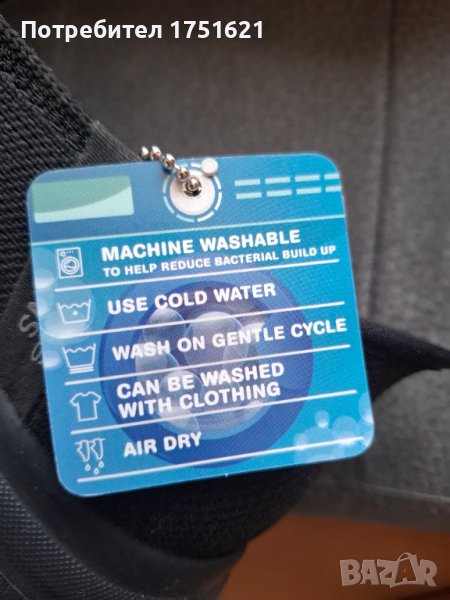 Потребител 1751621
MACHINE WASHABLE
TO HELP REDUCE BACTERIAL BUILD UP
USE COLD WATER
WASH ON GENTLE CYCLE
CAN BE WASHED
WITH CLOTHING
AIR DRY
BAZAR